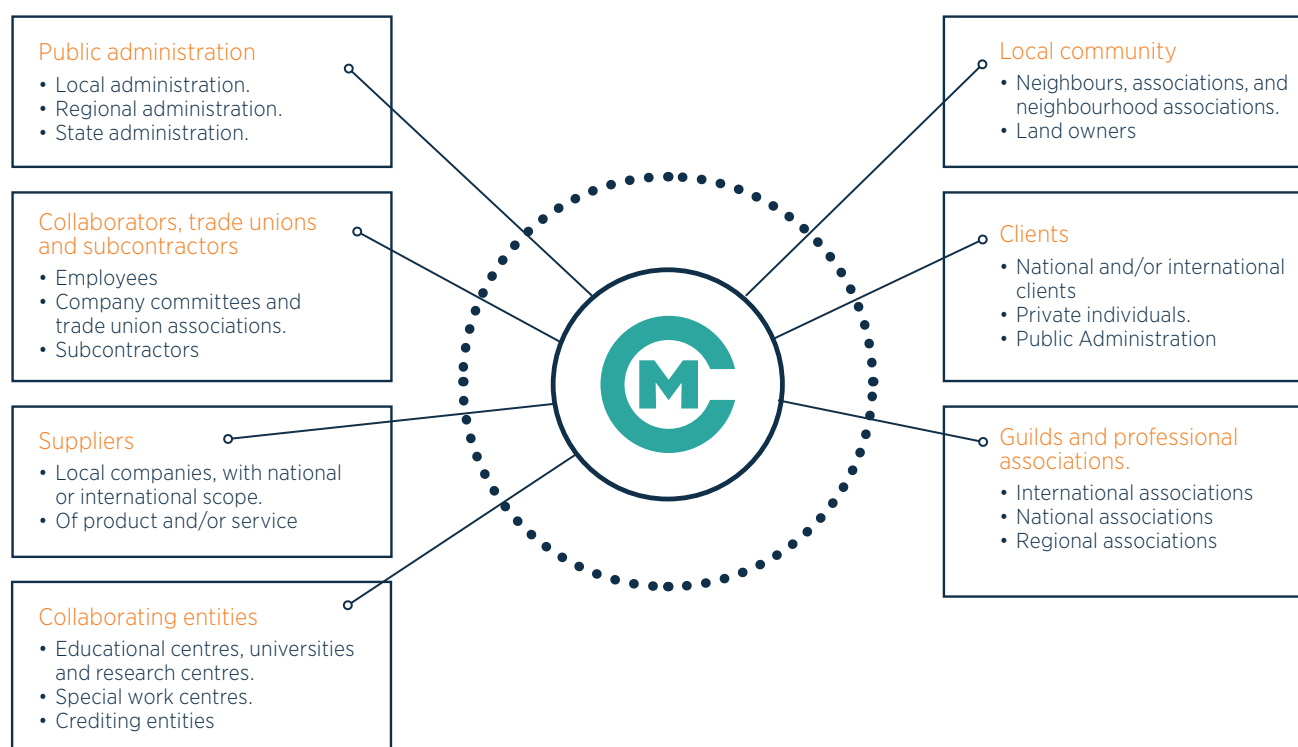 Public administration
• Local administration.
• Regional administration.
• State administration.
Collaborators, trade unions
and subcontractors
• Employees
• Company committees and
trade union associations.
• Subcontractors
Suppliers
• Local companies, with national
or international scope.
• Of product and/or service
Collaborating entities
• Educational centres, universities
and research centres.
• Special work centres.
• Crediting entities
CM
Local community
• Neighbours, associations, and
neighbourhood associations.
• Land owners
Clients
• National and/or international
clients
• Private individuals.
• Public Administration
Guilds and professional
associations.
• International associations
• National associations
• Regional associations